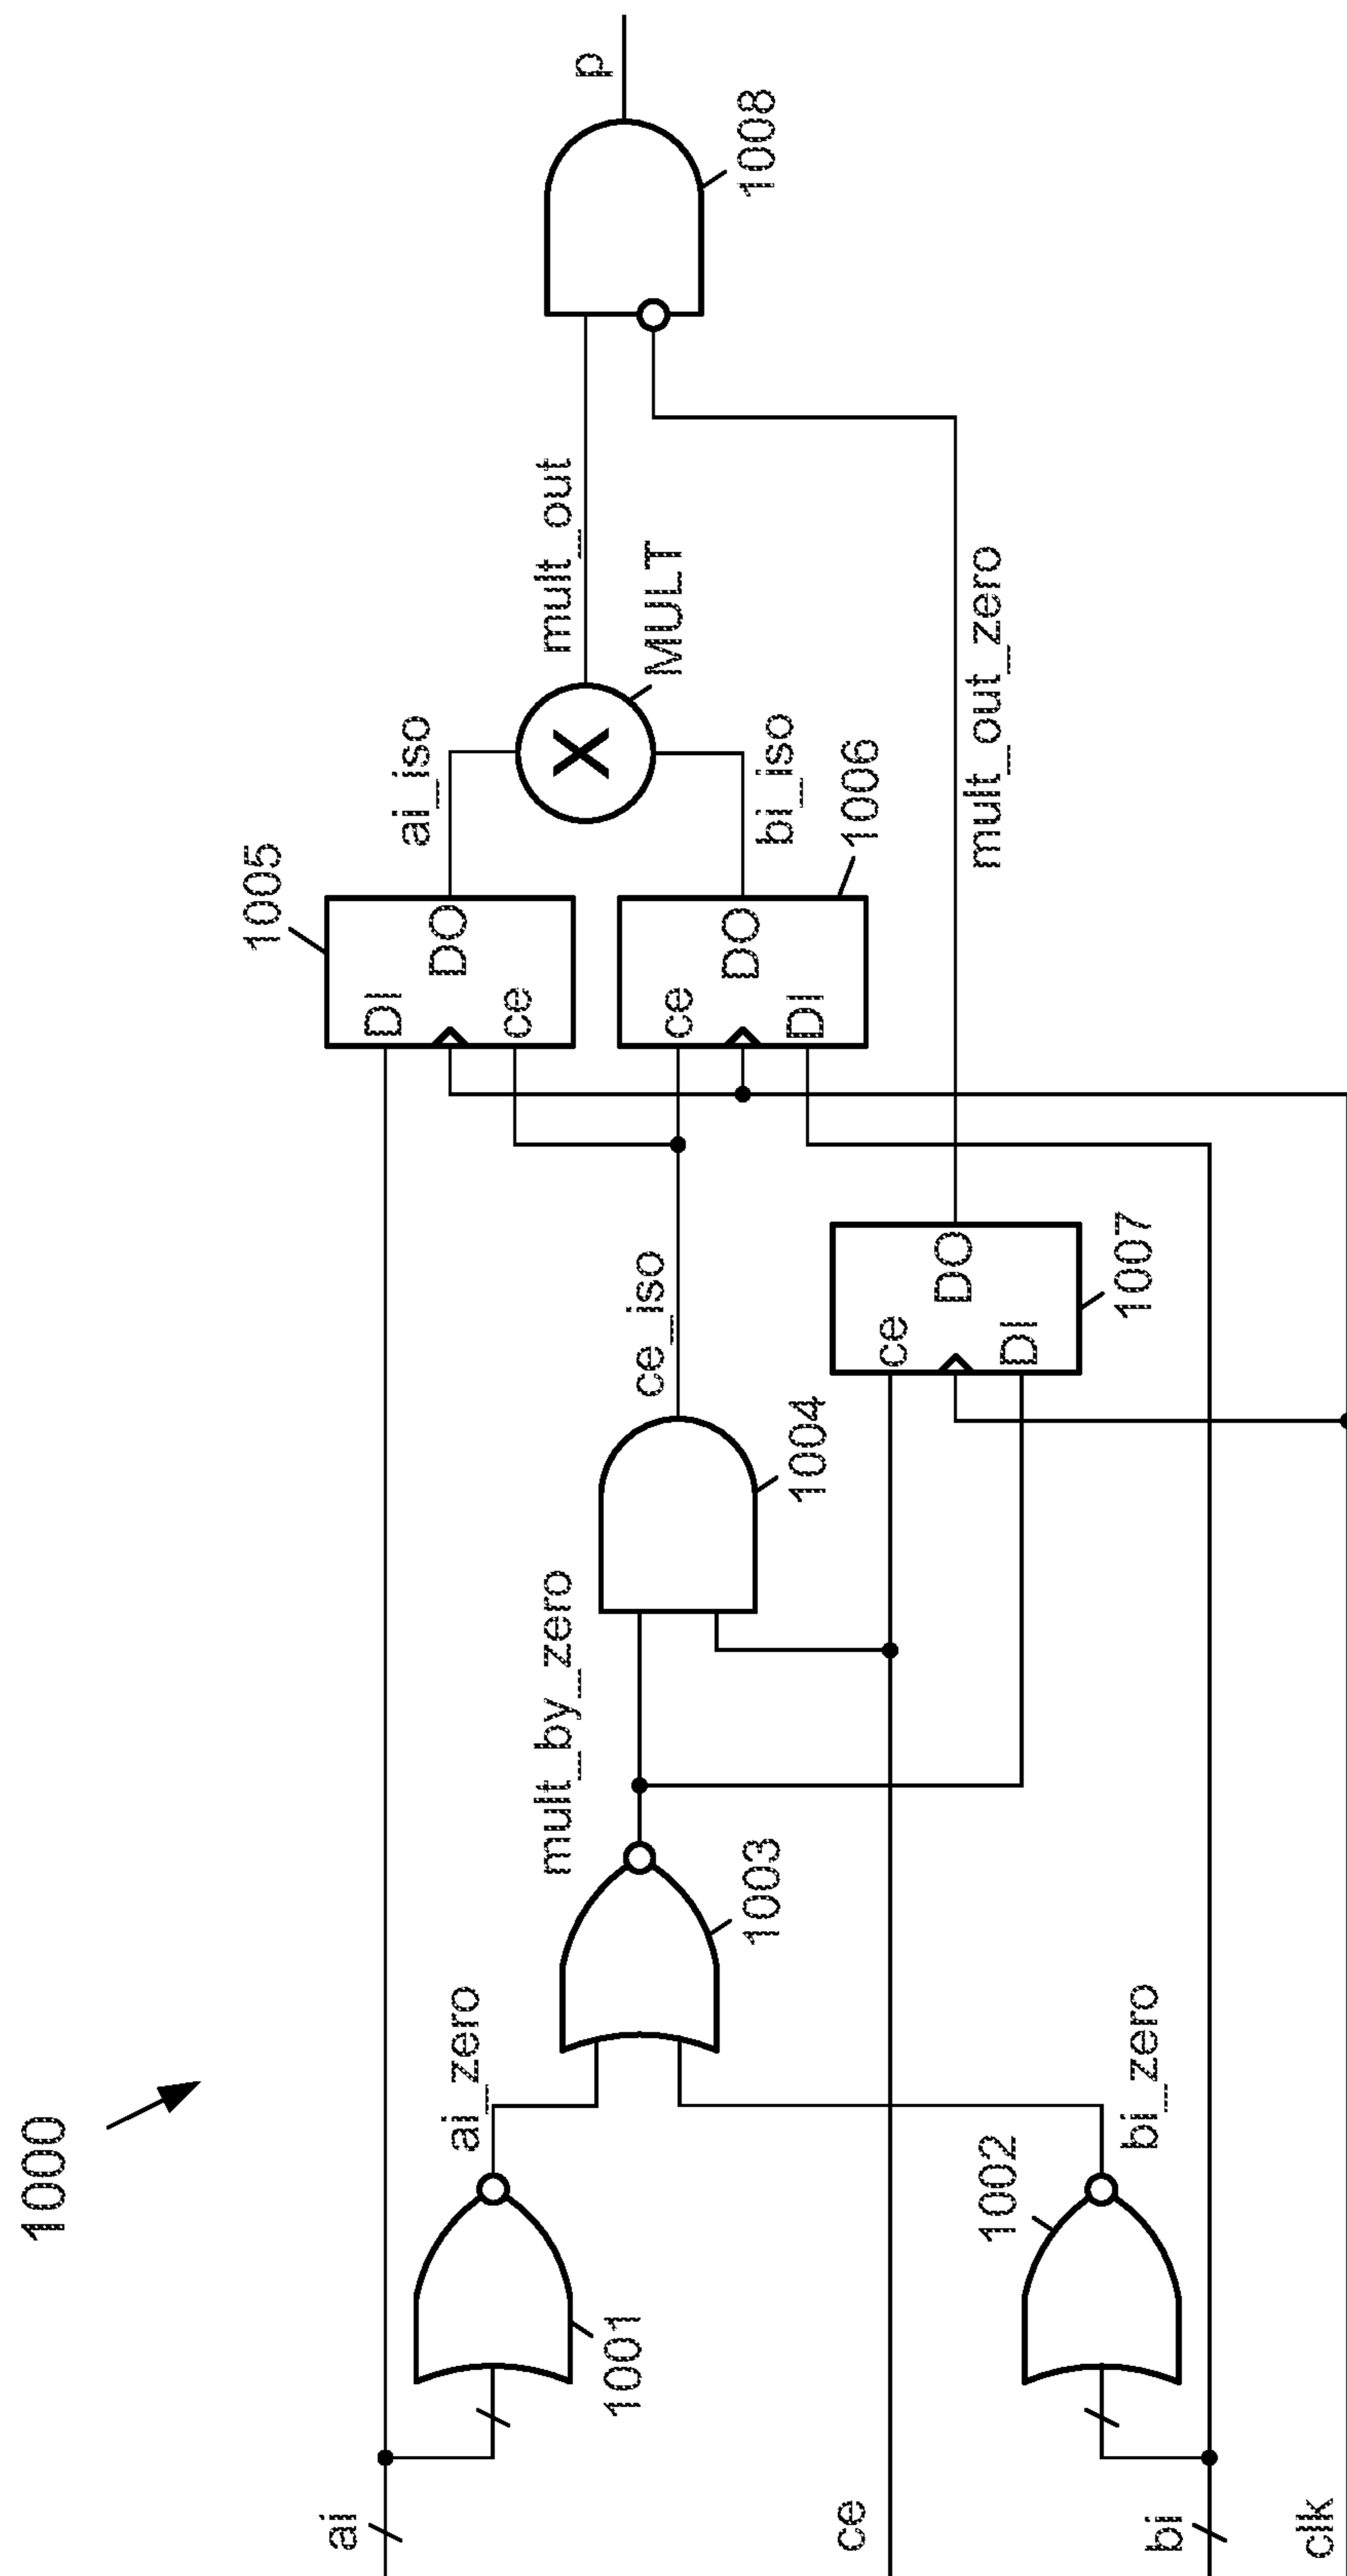 1000
ai
ai_zero
1001
ce
bi
bi_zero
1002
clk
mult_by_zero
1003
1004
ce_iso
DI
DO
ce
1005
ce
DO
DI
1006
ce
DO
DI
1007
ai_iso
bi_iso
X
MULT
mult_out
mult_out_zero
1008
p